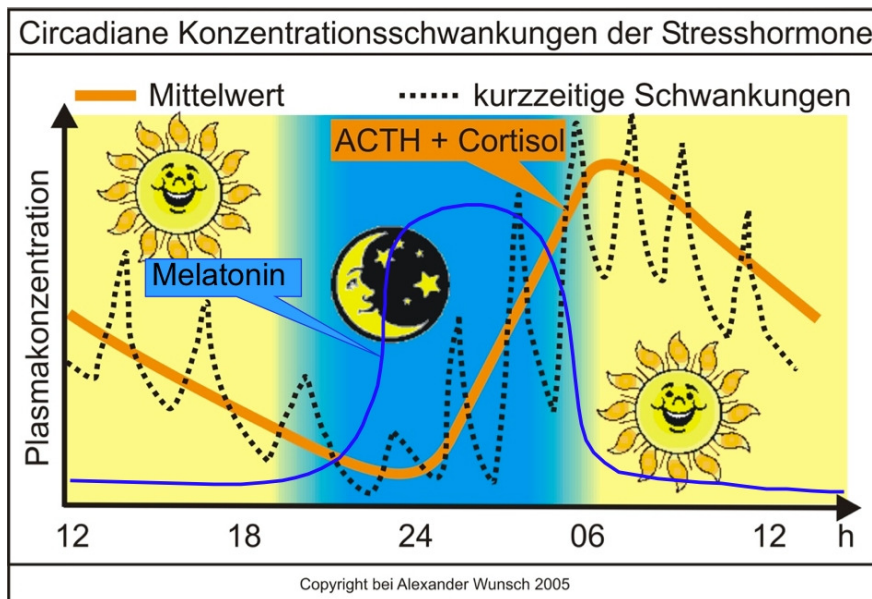 Circadiane Konzentrationsschwankungen der Stresshormone
Mittelwert
kurzzeitige Schwankungen
ACTH + Cortisol
Melatonin
Plasmakonzentration
12 18 24 06 12 h
Copyright bei Alexander Wunsch 2005